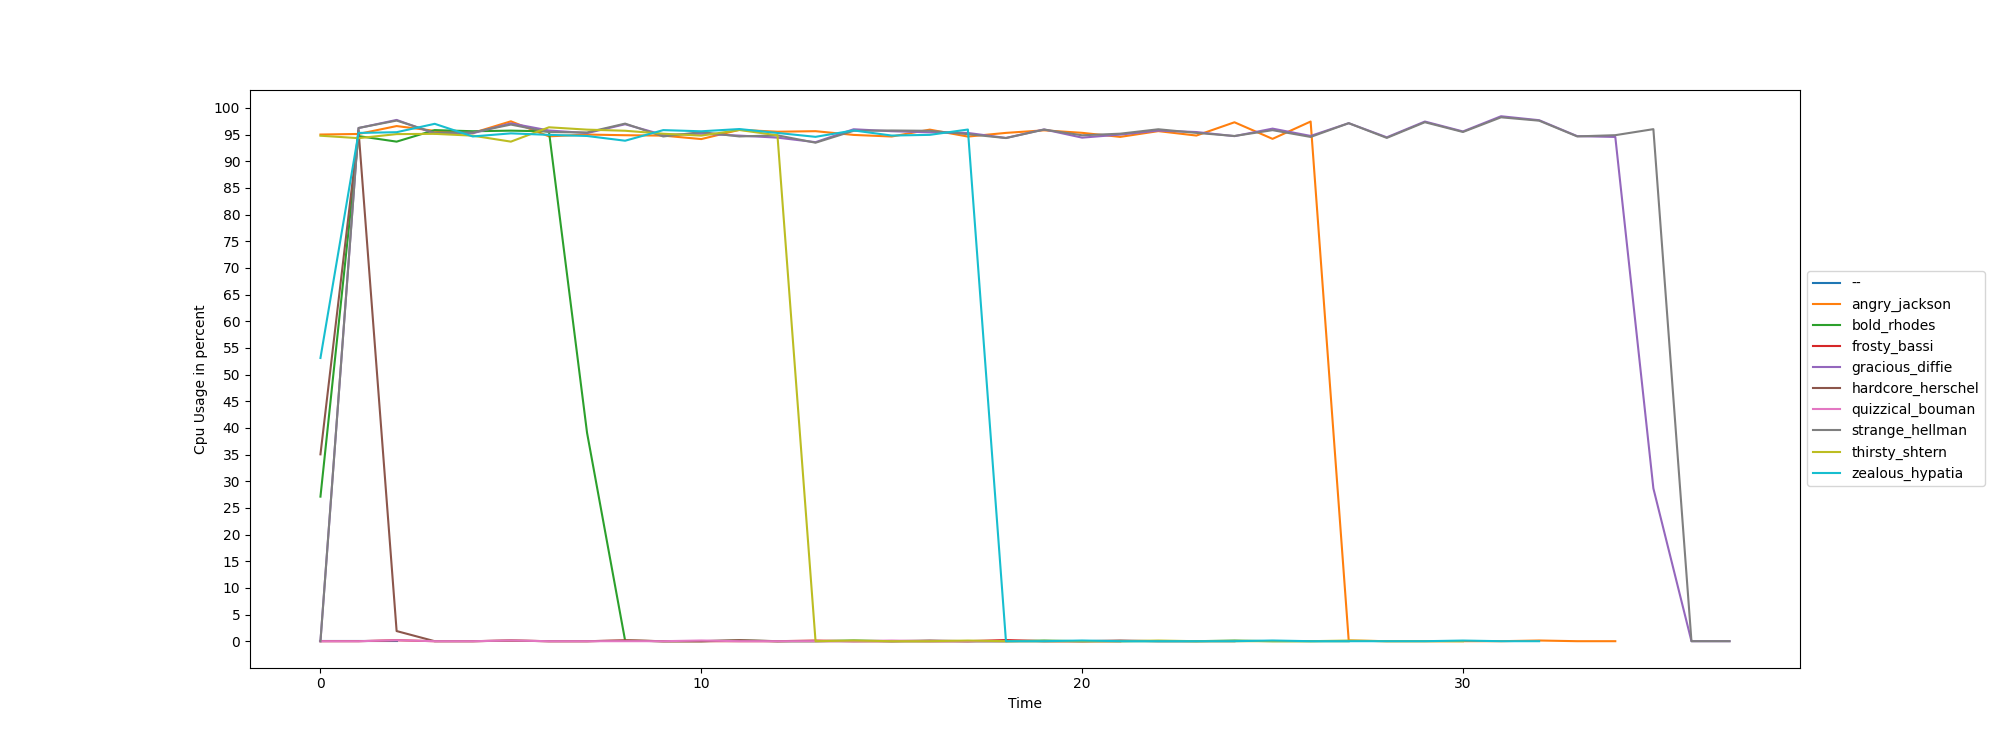 100
95
90
85
80
75
70
65
60
55
50
45
40
35
30
25
20
15
10
5
0
Cpu Usage in percent
0 10 20 30
Time
--
angry_jackson
bold_rhodes
frosty_bassi
gracious_diffie
hardcore_herschel
quizzical_bouman
strange_hellman
thirsty_shtern
zealous_hypatia